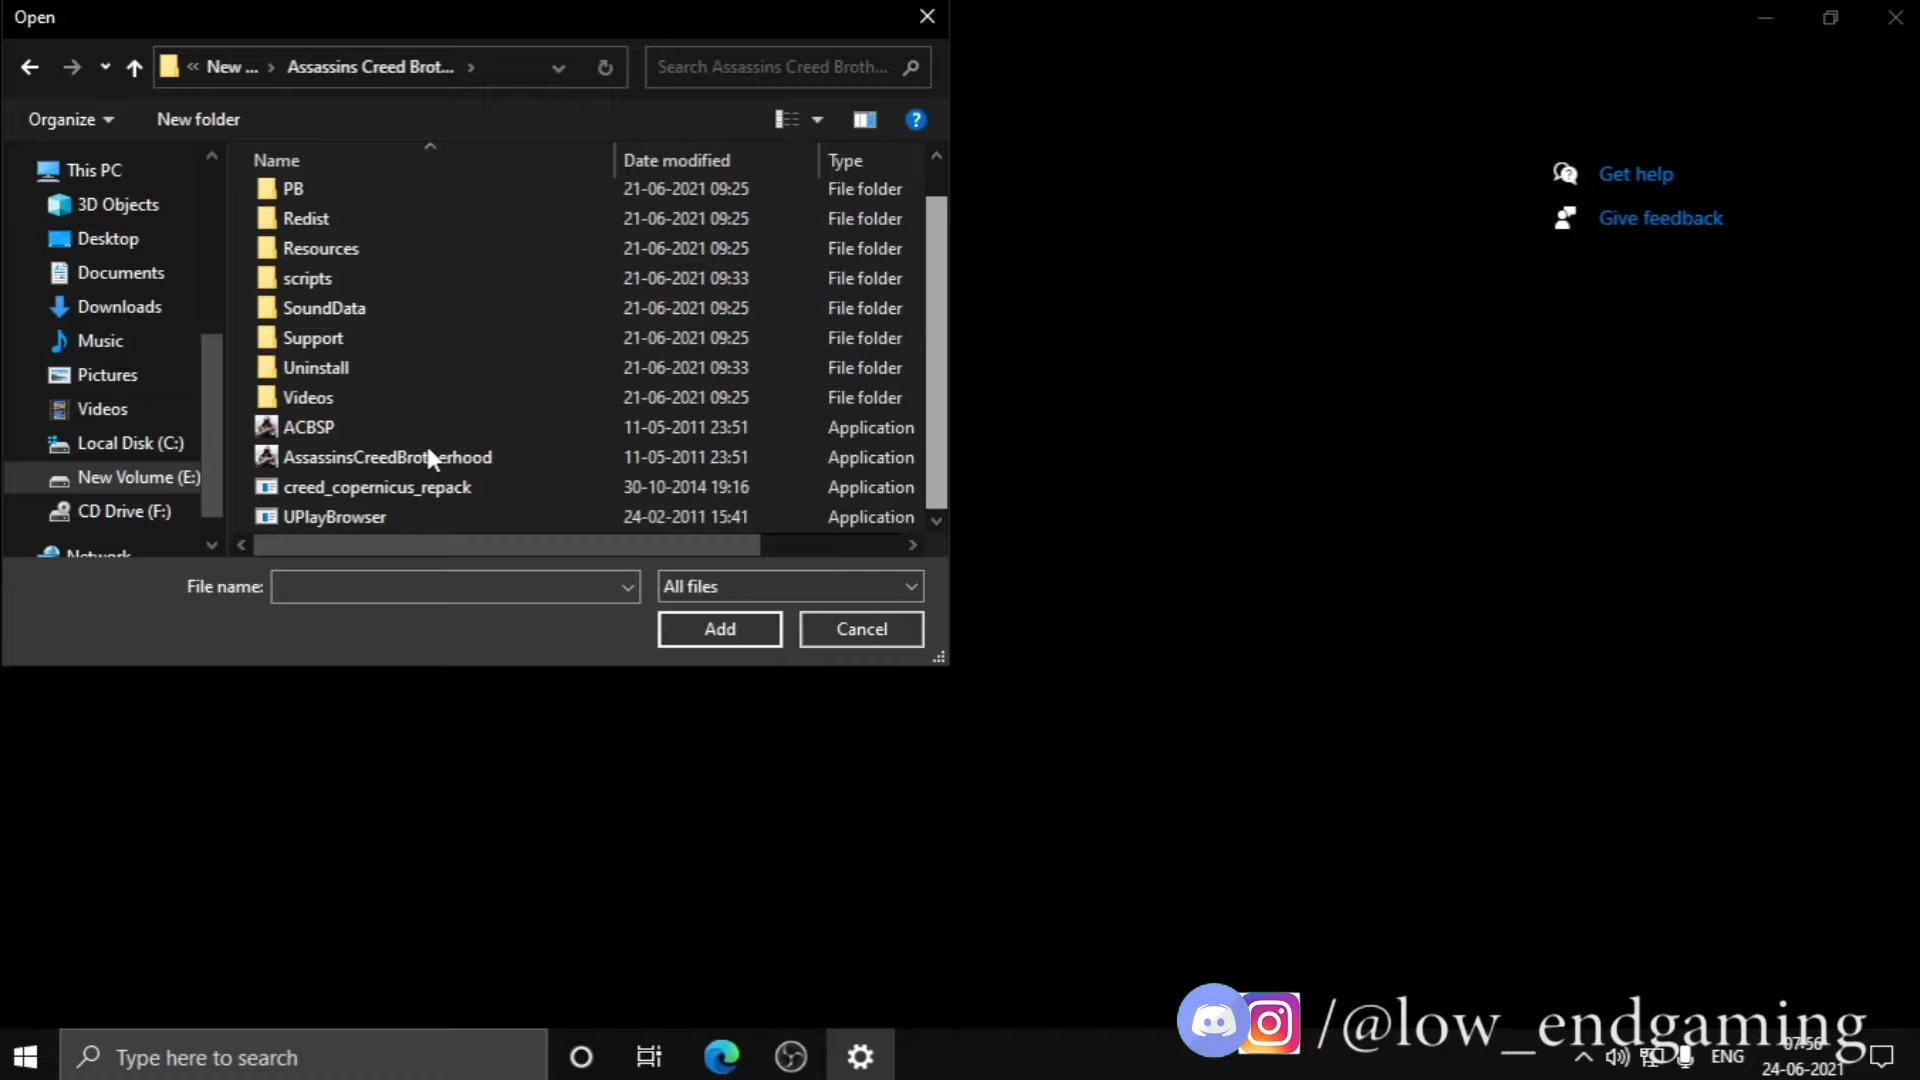 Open
« New ... › Assassins Creed Brot... ›
Search Assassins Creed Broth...
Organize
New folder
Name
Date modified
Type
This PC
3D Objects
Desktop
Documents
Downloads
Music
Pictures
Videos
Local Disk (C:)
New Volume (E:)
CD Drive (F:)
Network
PB 21-06-2021 09:25 File folder
Redist 21-06-2021 09:25 File folder
Resources 21-06-2021 09:25 File folder
scripts 21-06-2021 09:33 File folder
SoundData 21-06-2021 09:25 File folder
Support 21-06-2021 09:25 File folder
Uninstall 21-06-2021 09:33 File folder
Videos 21-06-2021 09:25 File folder
ACBSP 11-05-2011 23:51 Application
AssassinsCreedBrotherhood 11-05-2011 23:51 Application
creed_copernicus_repack 30-10-2014 19:16 Application
UPlayBrowser 24-02-2011 15:41 Application
File name:
All files
Add
Cancel
Get help
Give feedback
/@low_endgaming
Type here to search
ENG
07:56
24-06-2021